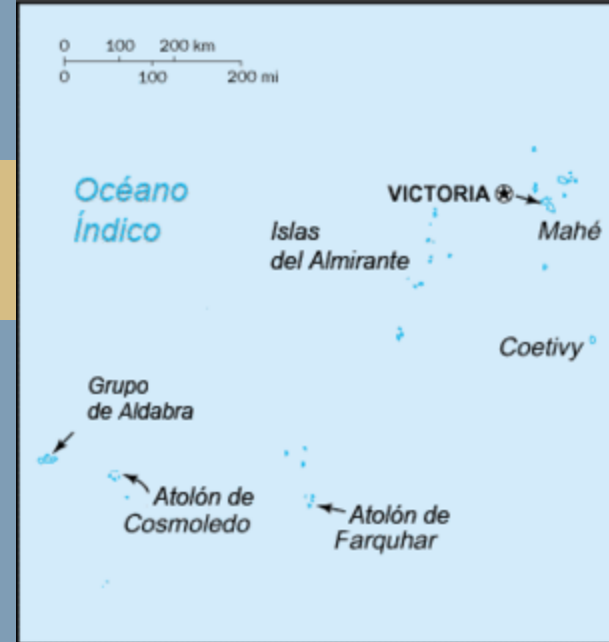 0 100 200 km
0 100 200 mi
Océano
Índico
VICTORIA
Mahé
Islas
del Almirante
Coetivy
Grupo
de Aldabra
Atolón de
Cosmoledo
Atolón de
Farquhar